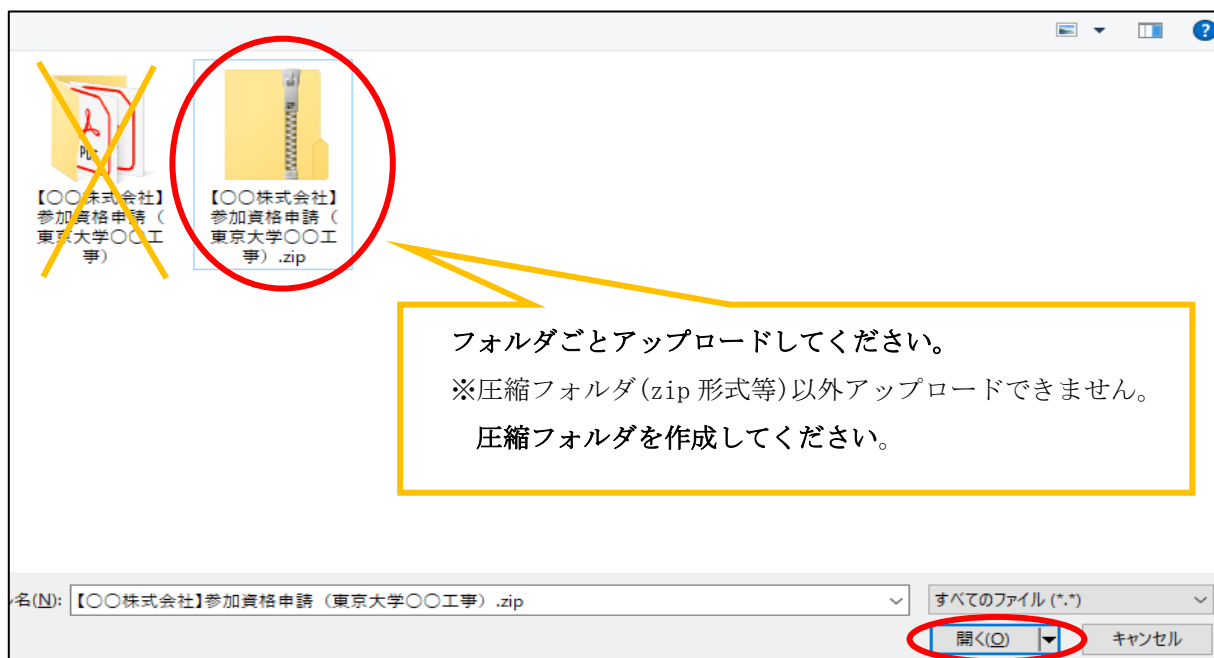 ?
PDF
【〇〇株式会社】
参加資格申請（
東京大学〇〇工
事）
【〇〇株式会社】
参加資格申請（
東京大学〇〇工
事）.zip
フォルダごとアップロードしてください。
※圧縮フォルダ(zip 形式等)以外アップロードできません。
圧縮フォルダを作成してください。
名(N):
【〇〇株式会社】参加資格申請（東京大学〇〇工事）.zip
すべてのファイル (*.*)
開く(O)
キャンセル